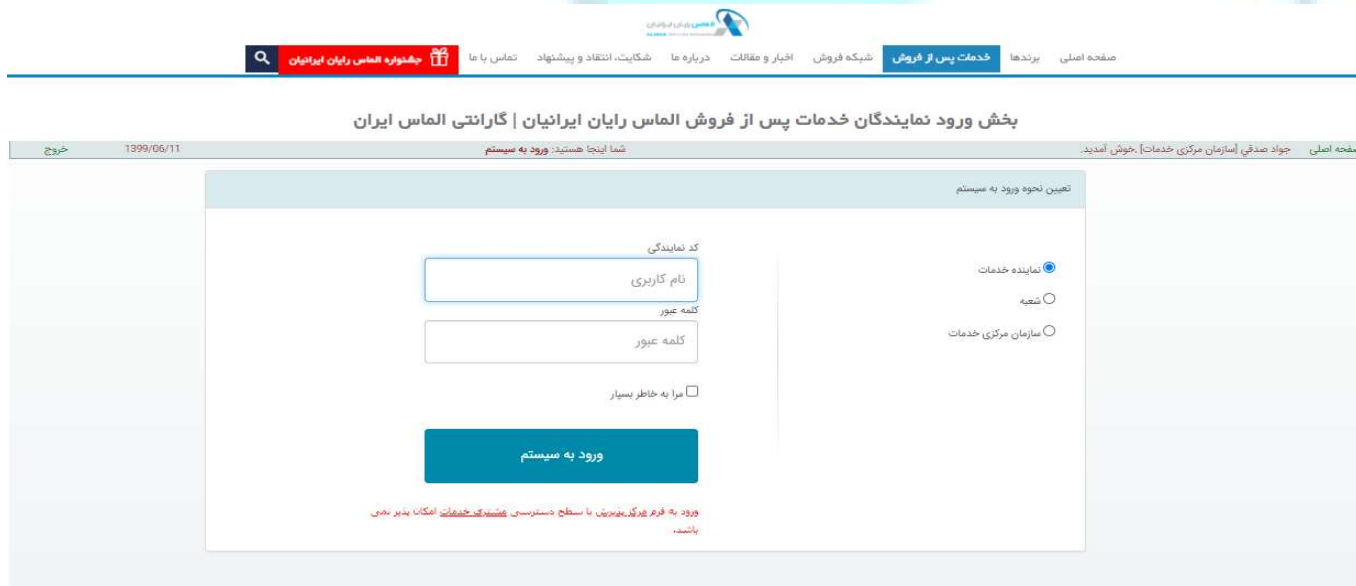 الماس رایان ایرانیان
صفحه اصلی برندها خدمات پس از فروش شبکه فروش اخبار و مقالات درباره ما شکایت، انتقاد و پیشنهاد تماس با ما جشنواره الماس رایان ایرانیان
بخش ورود نمایندگان خدمات پس از فروش الماس رایان ایرانیان | گارانتی الماس ایران
صفحه اصلی جواد صدقي [سازمان مرکزی خدمات] ,خوش آمدید. شما اینجا هستید: ورود به سیستم 1399/06/11 خروج
تعیین نحوه ورود به سیستم
کد نمایندگی
نماینده خدمات
نام کاربری
شعبه
کلمه عبور
سازمان مرکزی خدمات
کلمه عبور
مرا به خاطر بسپار
ورود به سیستم
ورود به فرم مرکز پذیرش با سطح دسترسی مشتری خدمات امکان پذیر نمی
باشد.